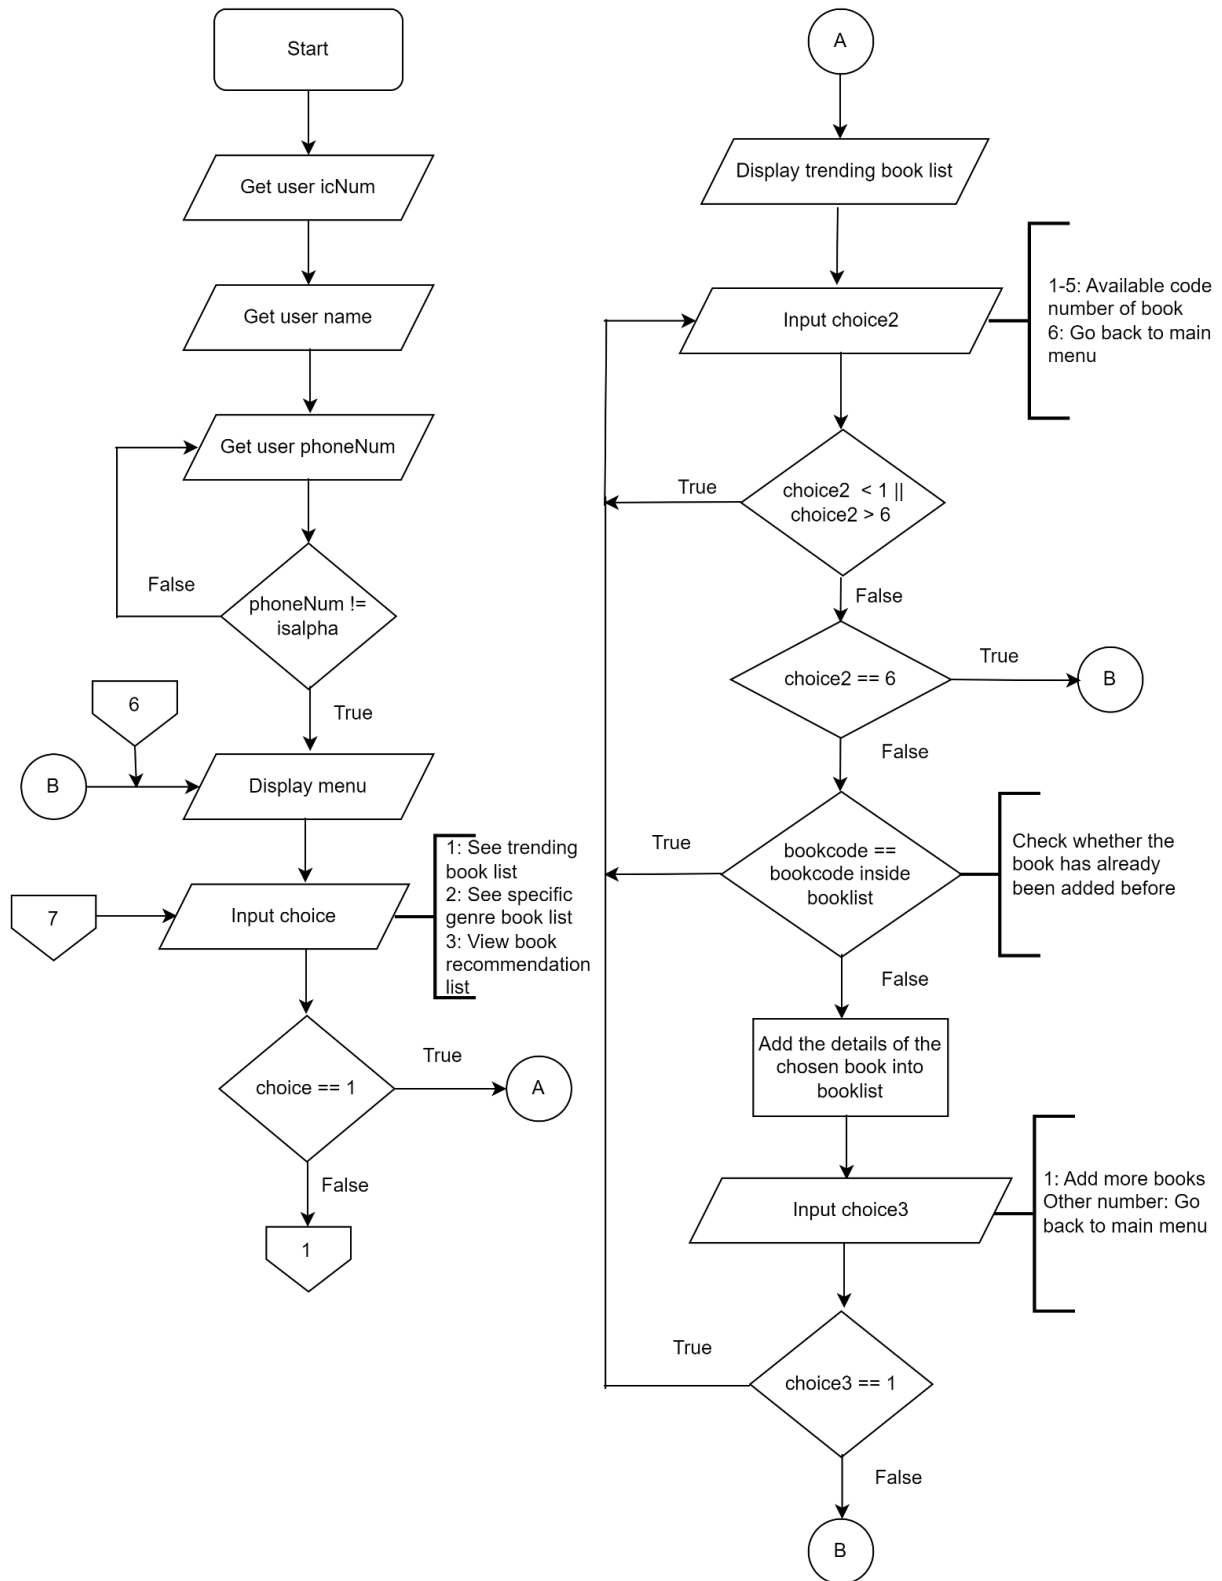 Start
Get user icNum
Get user name
Get user phoneNum
False
phoneNum !=
isalpha
True
6
B
Display menu
1: See trending
book list
2: See specific
genre book list
3: View book
recommendation
list
7
Input choice
choice == 1
True
A
False
1
A
Display trending book list
Input choice2
1-5: Available code
number of book
6: Go back to main
menu
True
choice2 < 1 ||
choice2 > 6
False
choice2 == 6
True
B
False
True
bookcode ==
bookcode inside
booklist
Check whether the
book has already
been added before
False
Add the details of the
chosen book into
booklist
Input choice3
1: Add more books
Other number: Go
back to main menu
True
choice3 == 1
False
B